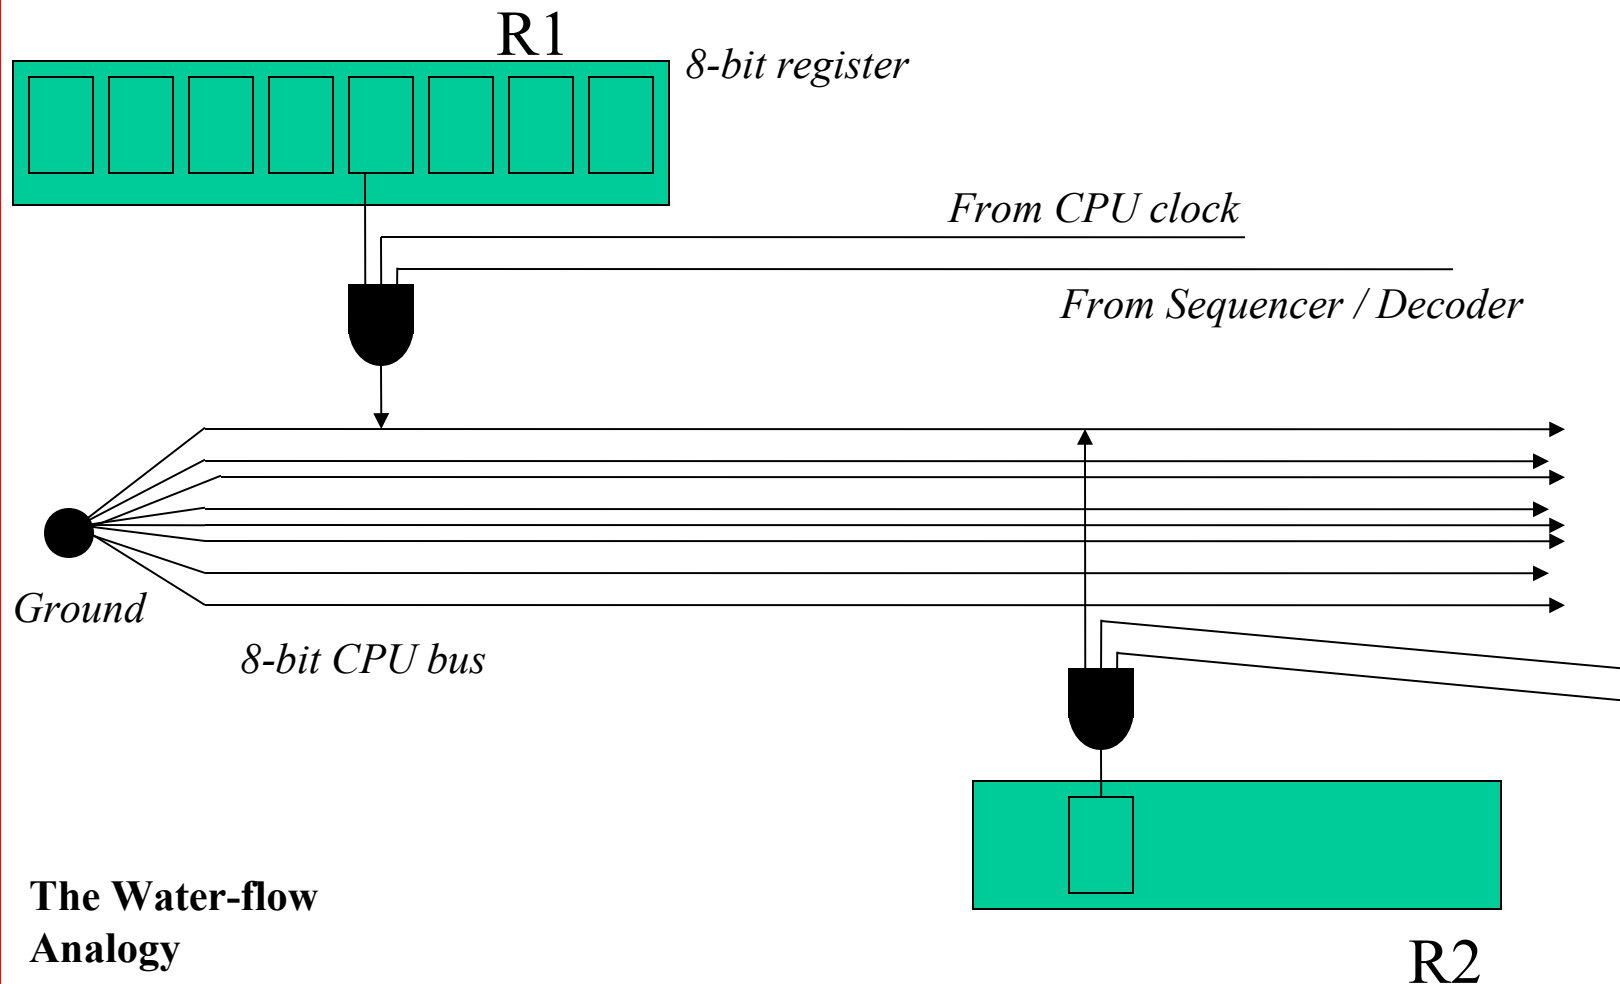 R1
8-bit register
From CPU clock
From Sequencer / Decoder
Ground
8-bit CPU bus
The Water-flow
Analogy
R2